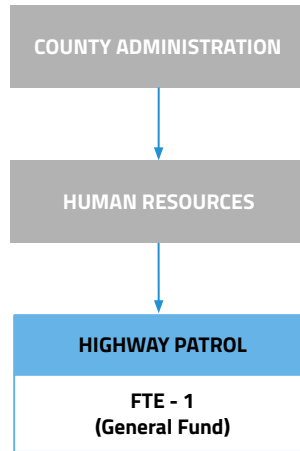 COUNTY ADMINISTRATION
HUMAN RESOURCES
HIGHWAY PATROL
FTE - 1
(General Fund)